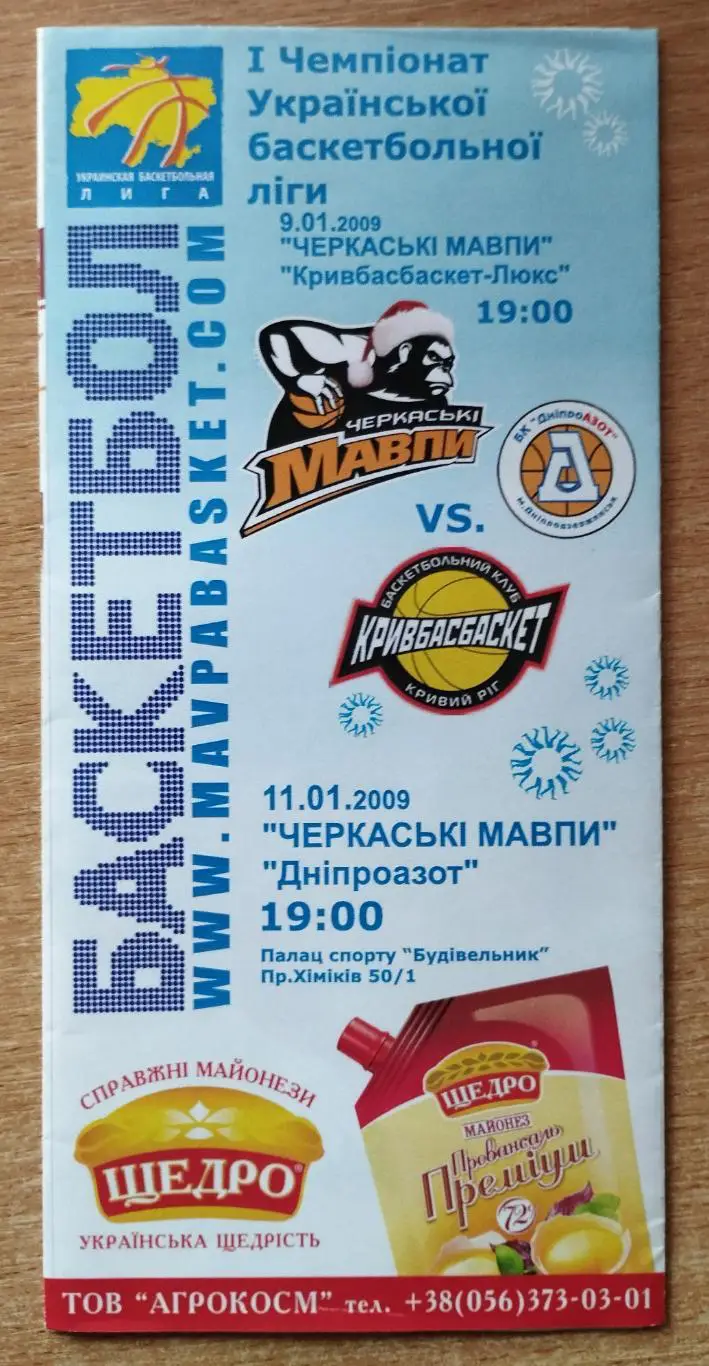 УКРАИНСКАЯ БАСКЕТБОЛЬНАЯ
ЛИГА
І Чемпіонат
Української
баскетбольної
ліги
БАСКЕТБОЛ
WWW.MAVPABASKET.COM
9.01.2009
"ЧЕРКАСЬКІ МАВПИ"
"Кривбасбаскет-Люкс"
19:00
ЧЕРКАСЬКІ
МАВПИ
БК "ДніпроАЗОТ"
м.Дніпродзержинськ
VS.
БАСКЕТБОЛЬНИЙ КЛУБ
КРИВБАСБАСКЕТ
КРИВИЙ РІГ
11.01.2009
"ЧЕРКАСЬКІ МАВПИ"
"Дніпроазот"
19:00
Палац спорту "Будівельник"
Пр.Хіміків 50/1
СПРАВЖНІ МАЙОНЕЗИ
ЩЕДРО®
УКРАЇНСЬКА ЩЕДРІСТЬ
ЩЕДРО®
МАЙОНЕЗ
Провансаль
Преміум
72%
ТОВ "АГРОКОСМ" тел. +38(056)373-03-01